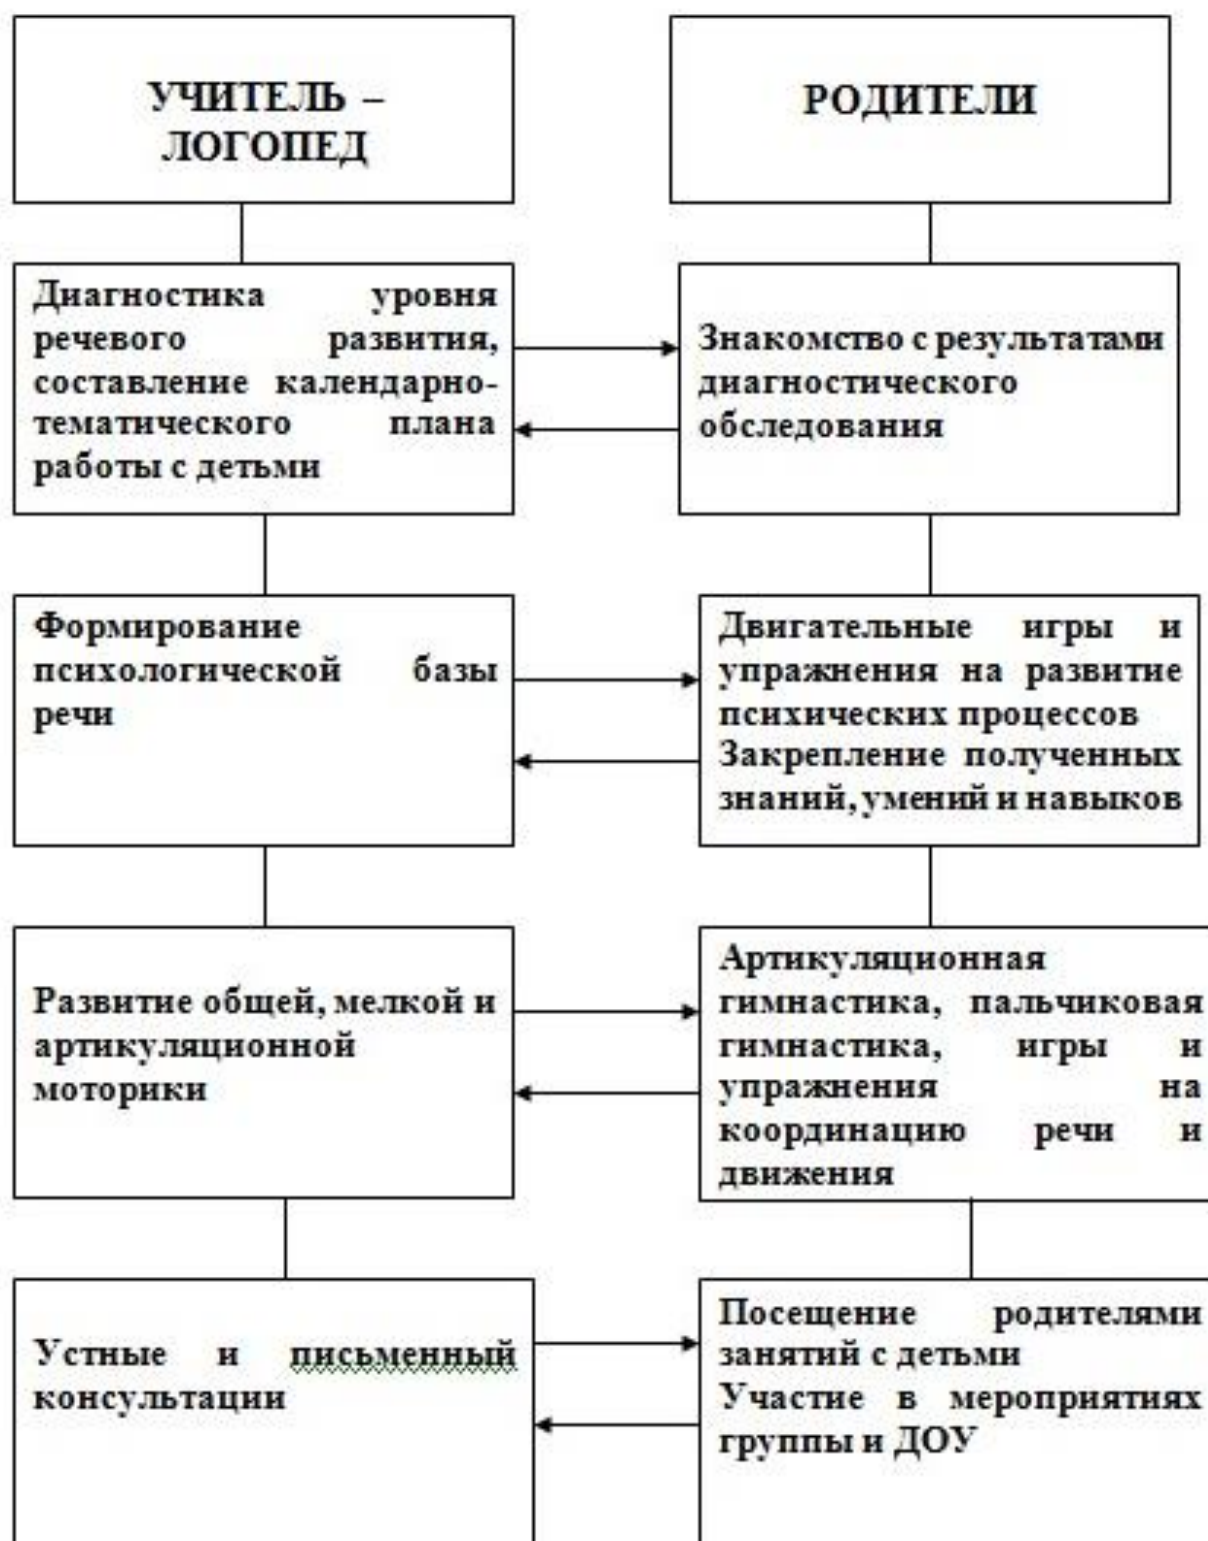 УЧИТЕЛЬ –
ЛОГОПЕД
РОДИТЕЛИ
Диагностика уровня
речевого развития,
составление календарно-
тематического плана
работы с детьми
Знакомство с результатами
диагностического
обследования
Формирование
психологической базы
речи
Двигательные игры и
упражнения на развитие
психических процессов
Закрепление полученных
знаний, умений и навыков
Развитие общей, мелкой и
артикуляционной
моторики
Артикуляционная
гимнастика, пальчиковая
гимнастика, игры и
упражнения на
координацию речи и
движения
Устные и письменный
консультации
Посещение родителями
занятий с детьми
Участие в мероприятиях
группы и ДОУ